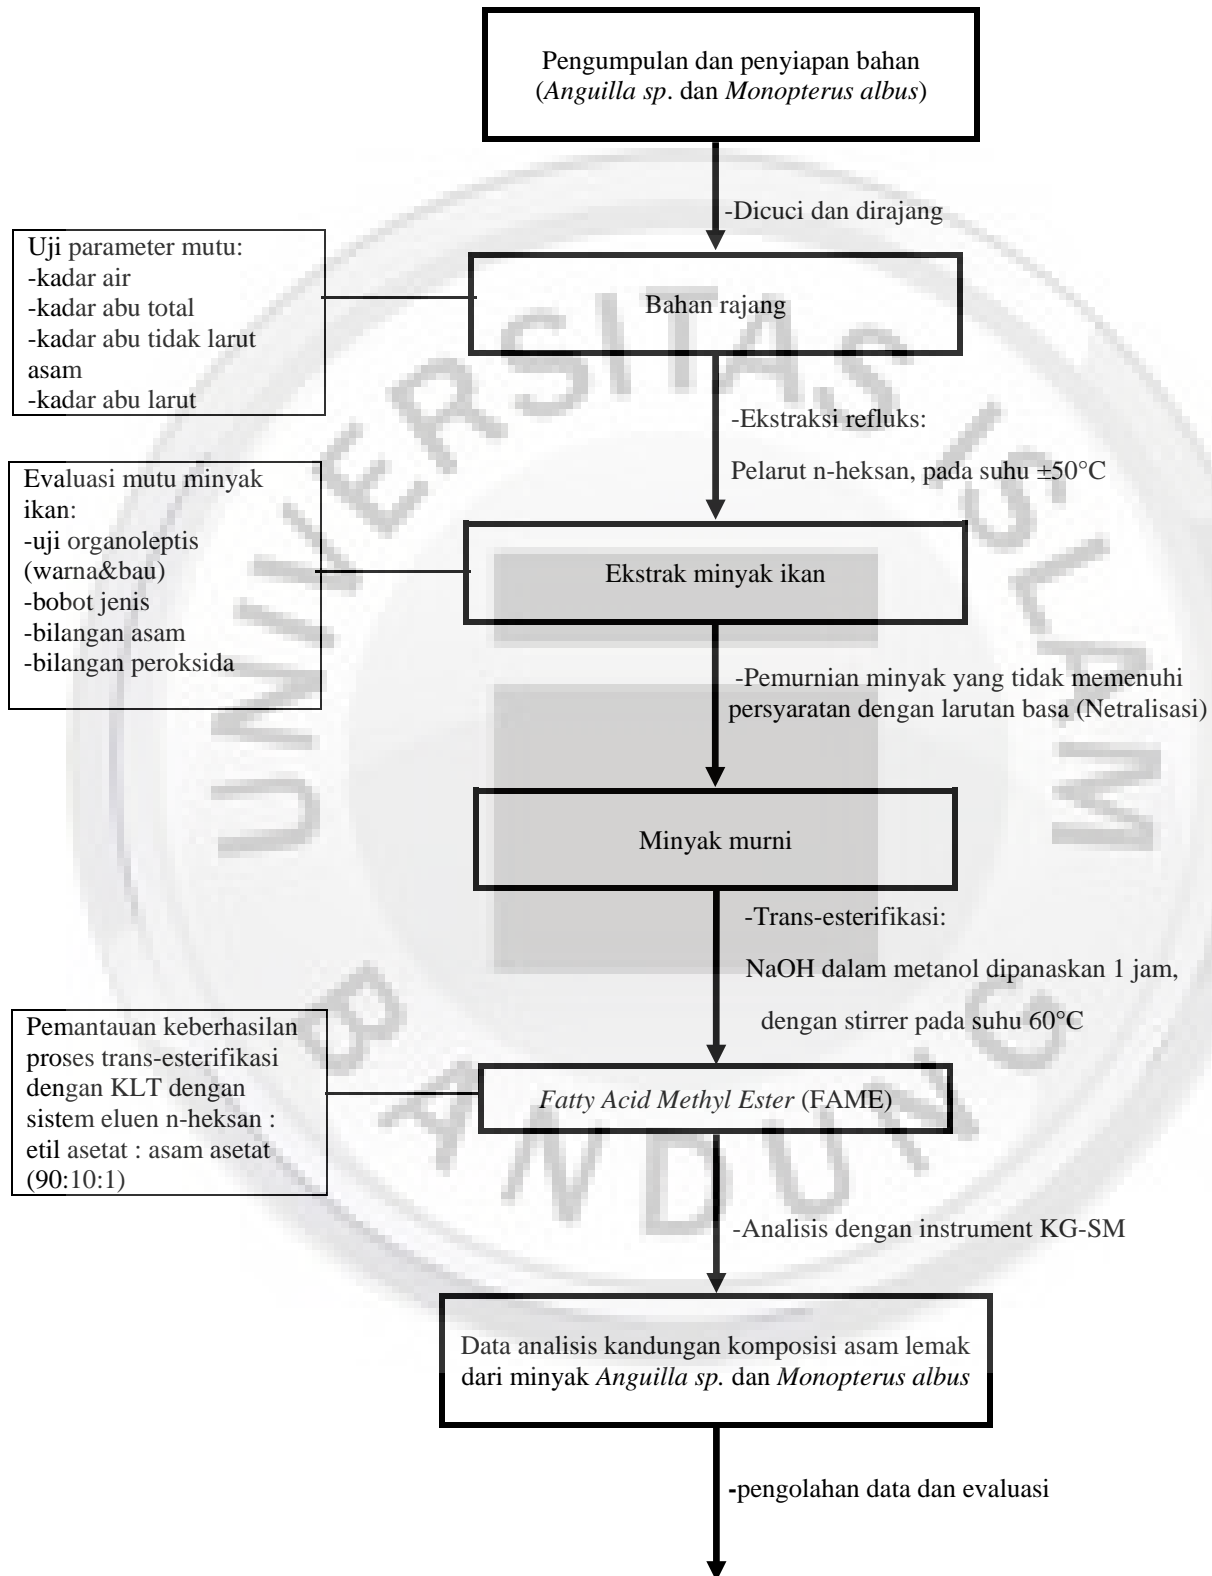 Pengumpulan dan penyiapan bahan
(Anguilla sp. dan Monopterus albus)
-Dicuci dan dirajang
Uji parameter mutu:
-kadar air
-kadar abu total
-kadar abu tidak larut
asam
-kadar abu larut
Bahan rajang
-Ekstraksi refluks:
Pelarut n-heksan, pada suhu ±50°C
Evaluasi mutu minyak
ikan:
-uji organoleptis
(warna&bau)
-bobot jenis
-bilangan asam
-bilangan peroksida
Ekstrak minyak ikan
-Pemurnian minyak yang tidak memenuhi
persyaratan dengan larutan basa (Netralisasi)
Minyak murni
-Trans-esterifikasi:
NaOH dalam metanol dipanaskan 1 jam,
dengan stirrer pada suhu 60°C
Pemantauan keberhasilan
proses trans-esterifikasi
dengan KLT dengan
sistem eluen n-heksan :
etil asetat : asam asetat
(90:10:1)
Fatty Acid Methyl Ester (FAME)
-Analisis dengan instrument KG-SM
Data analisis kandungan komposisi asam lemak
dari minyak Anguilla sp. dan Monopterus albus
-pengolahan data dan evaluasi
UNIVERSITAS ISLAM
BANDUNG